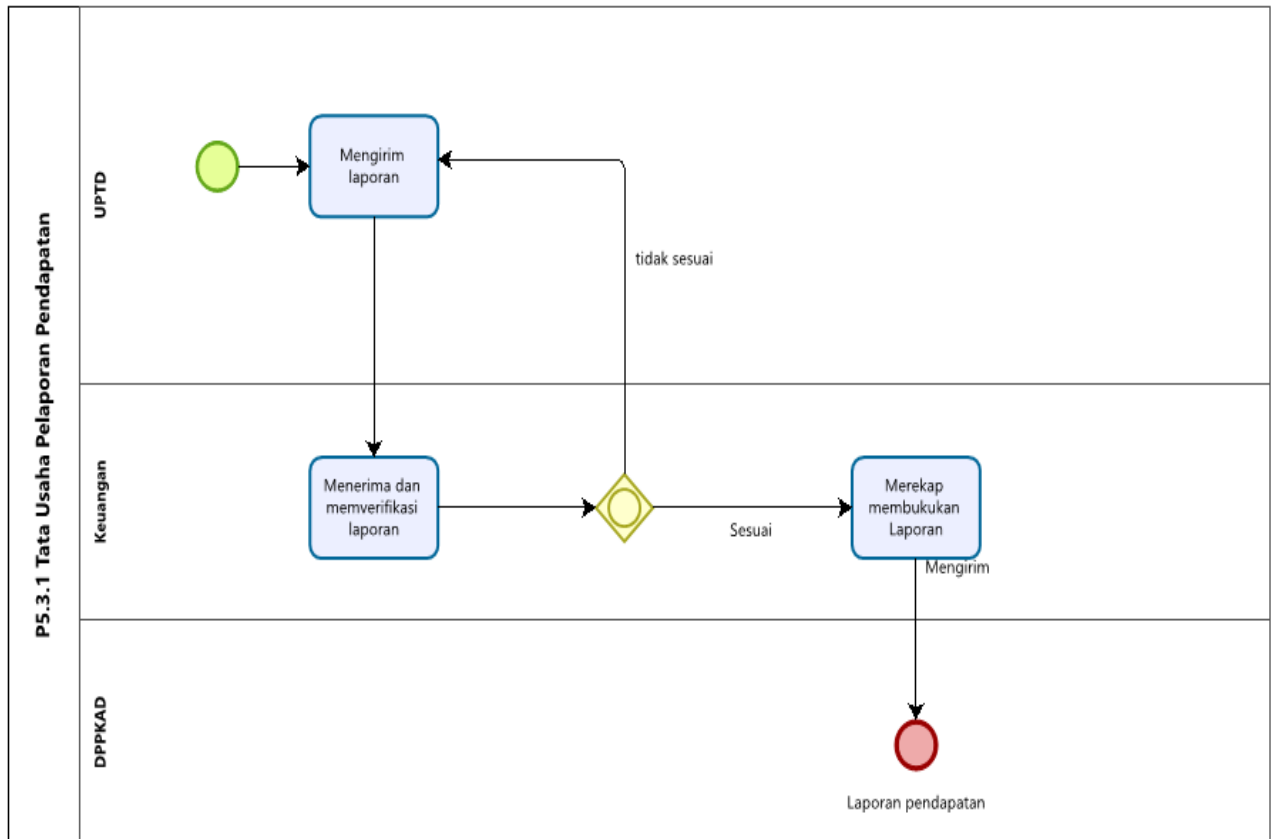 P5.3.1 Tata Usaha Pelaporan Pendapatan
UPTD
Mengirim
laporan
tidak sesuai
Keuangan
Menerima dan
memverifikasi
laporan
Sesuai
Merekap
membukukan
Laporan
Mengirim
DPPKAD
Laporan pendapatan